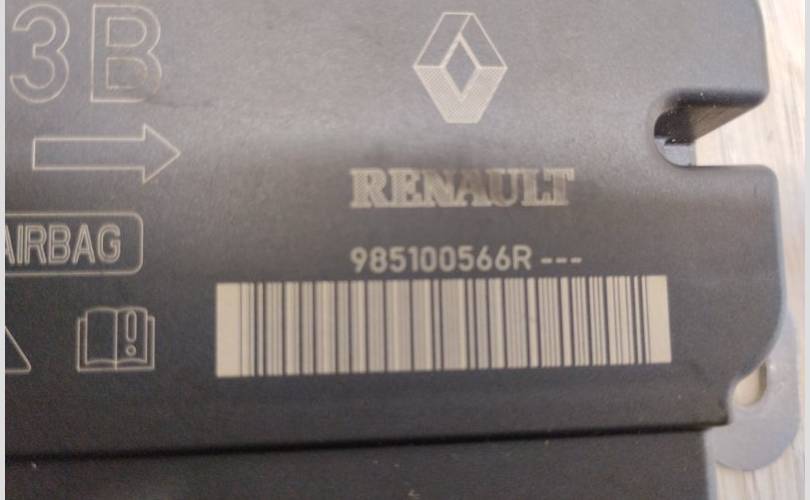 3B
RENAULT
AIRBAG
985100566R---